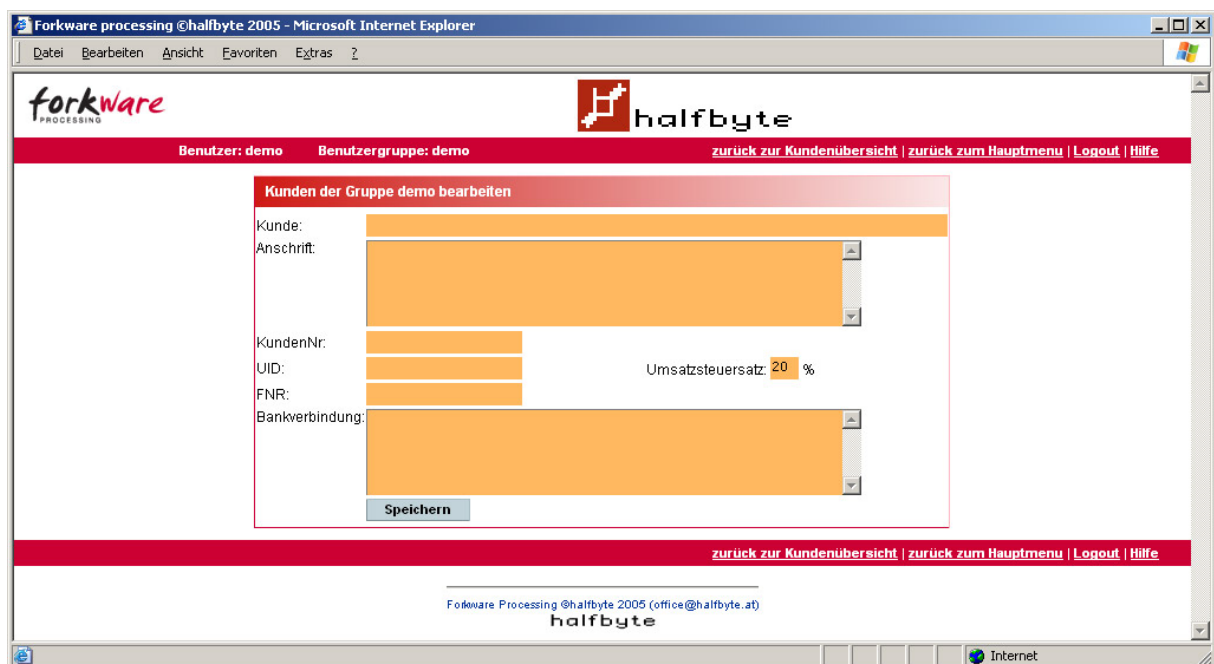 Forkware processing ©halfbyte 2005 - Microsoft Internet Explorer
Datei Bearbeiten Ansicht Favoriten Extras ?
forkware
PROCESSING
halfbyte
Benutzer: demo Benutzergruppe: demo zurück zur Kundenübersicht | zurück zum Hauptmenu | Logout | Hilfe
Kunden der Gruppe demo bearbeiten
Kunde:
Anschrift:
KundenNr:
UID: Umsatzsteuersatz: 20 %
FNR:
Bankverbindung:
Speichern
zurück zur Kundenübersicht | zurück zum Hauptmenu | Logout | Hilfe
Forkware Processing ©halfbyte 2005 (office@halfbyte.at)
halfbyte
Internet